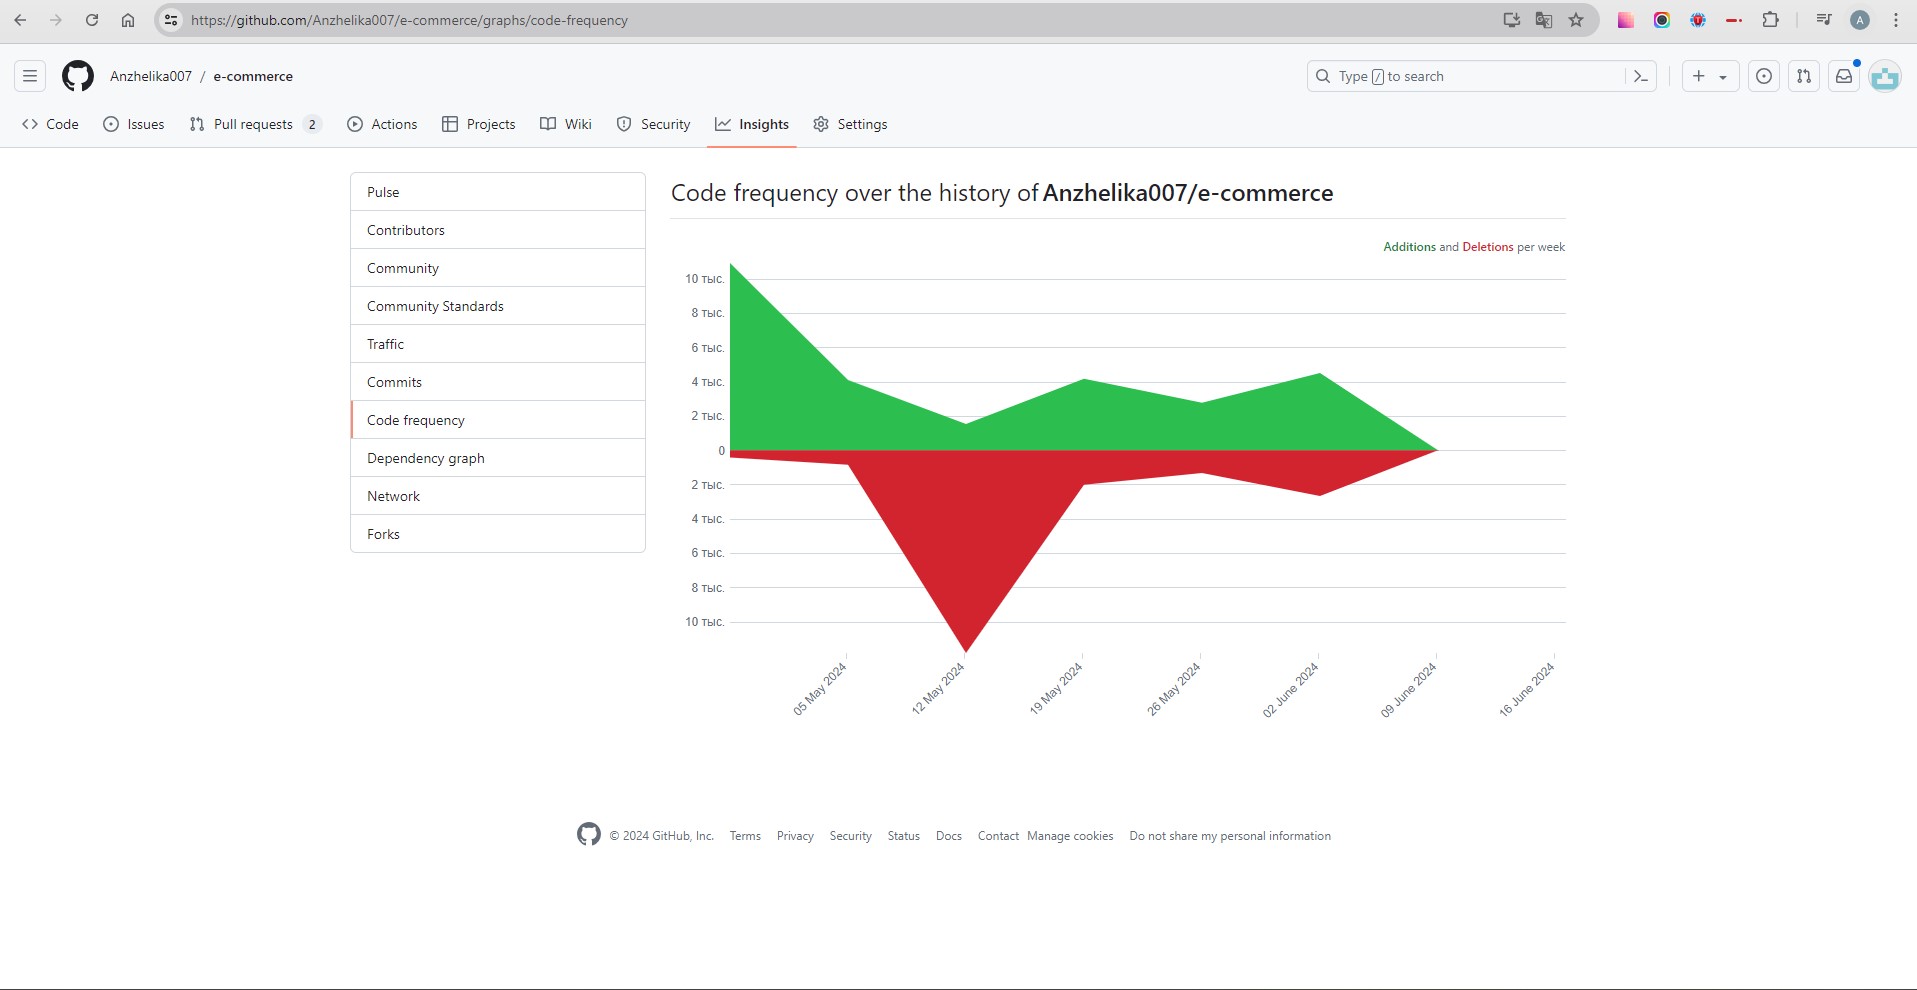 https://github.com/Anzhelika007/e-commerce/graphs/code-frequency
A
Anzhelika007 / e-commerce
Type / to search
Code Issues Pull requests 2 Actions Projects Wiki Security Insights Settings
Pulse
Contributors
Community
Community Standards
Traffic
Commits
Code frequency
Dependency graph
Network
Forks
Code frequency over the history of Anzhelika007/e-commerce
Additions and Deletions per week
10 тыс.
8 тыс.
6 тыс.
4 тыс.
2 тыс.
0
2 тыс.
4 тыс.
6 тыс.
8 тыс.
10 тыс.
05 May 2024
12 May 2024
19 May 2024
26 May 2024
02 June 2024
09 June 2024
16 June 2024
© 2024 GitHub, Inc. Terms Privacy Security Status Docs Contact Manage cookies Do not share my personal information